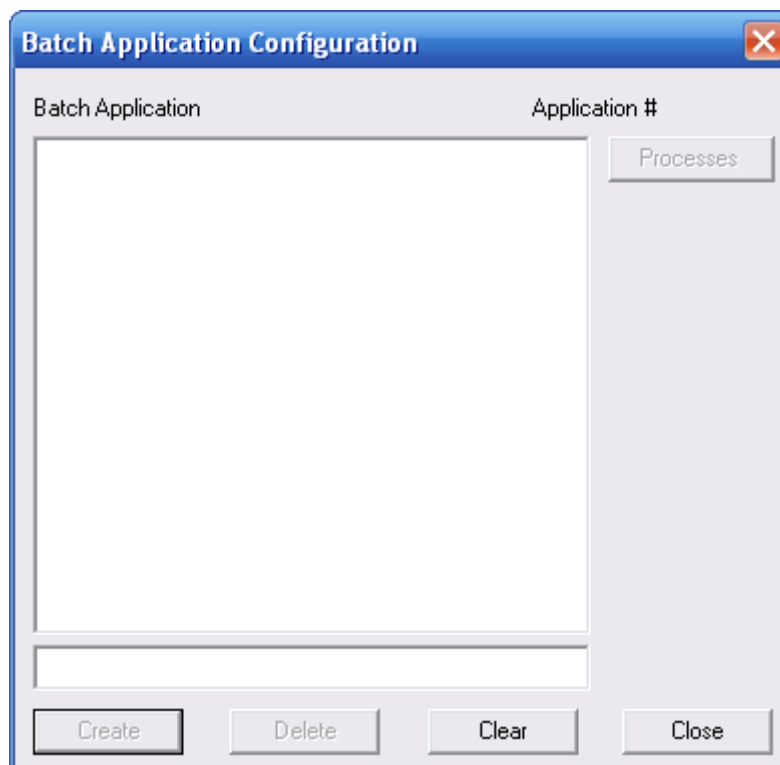 Batch Application Configuration
Batch Application Application #
Processes
Create Delete Clear Close